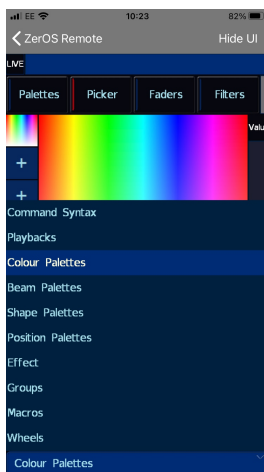 EE 10:23 82%
ZerOS Remote Hide UI
LIVE
Palettes Picker Faders Filters
Valu
+
+
Command Syntax
Playbacks
Colour Palettes
Beam Palettes
Shape Palettes
Position Palettes
Effect
Groups
Macros
Wheels
Colour Palettes